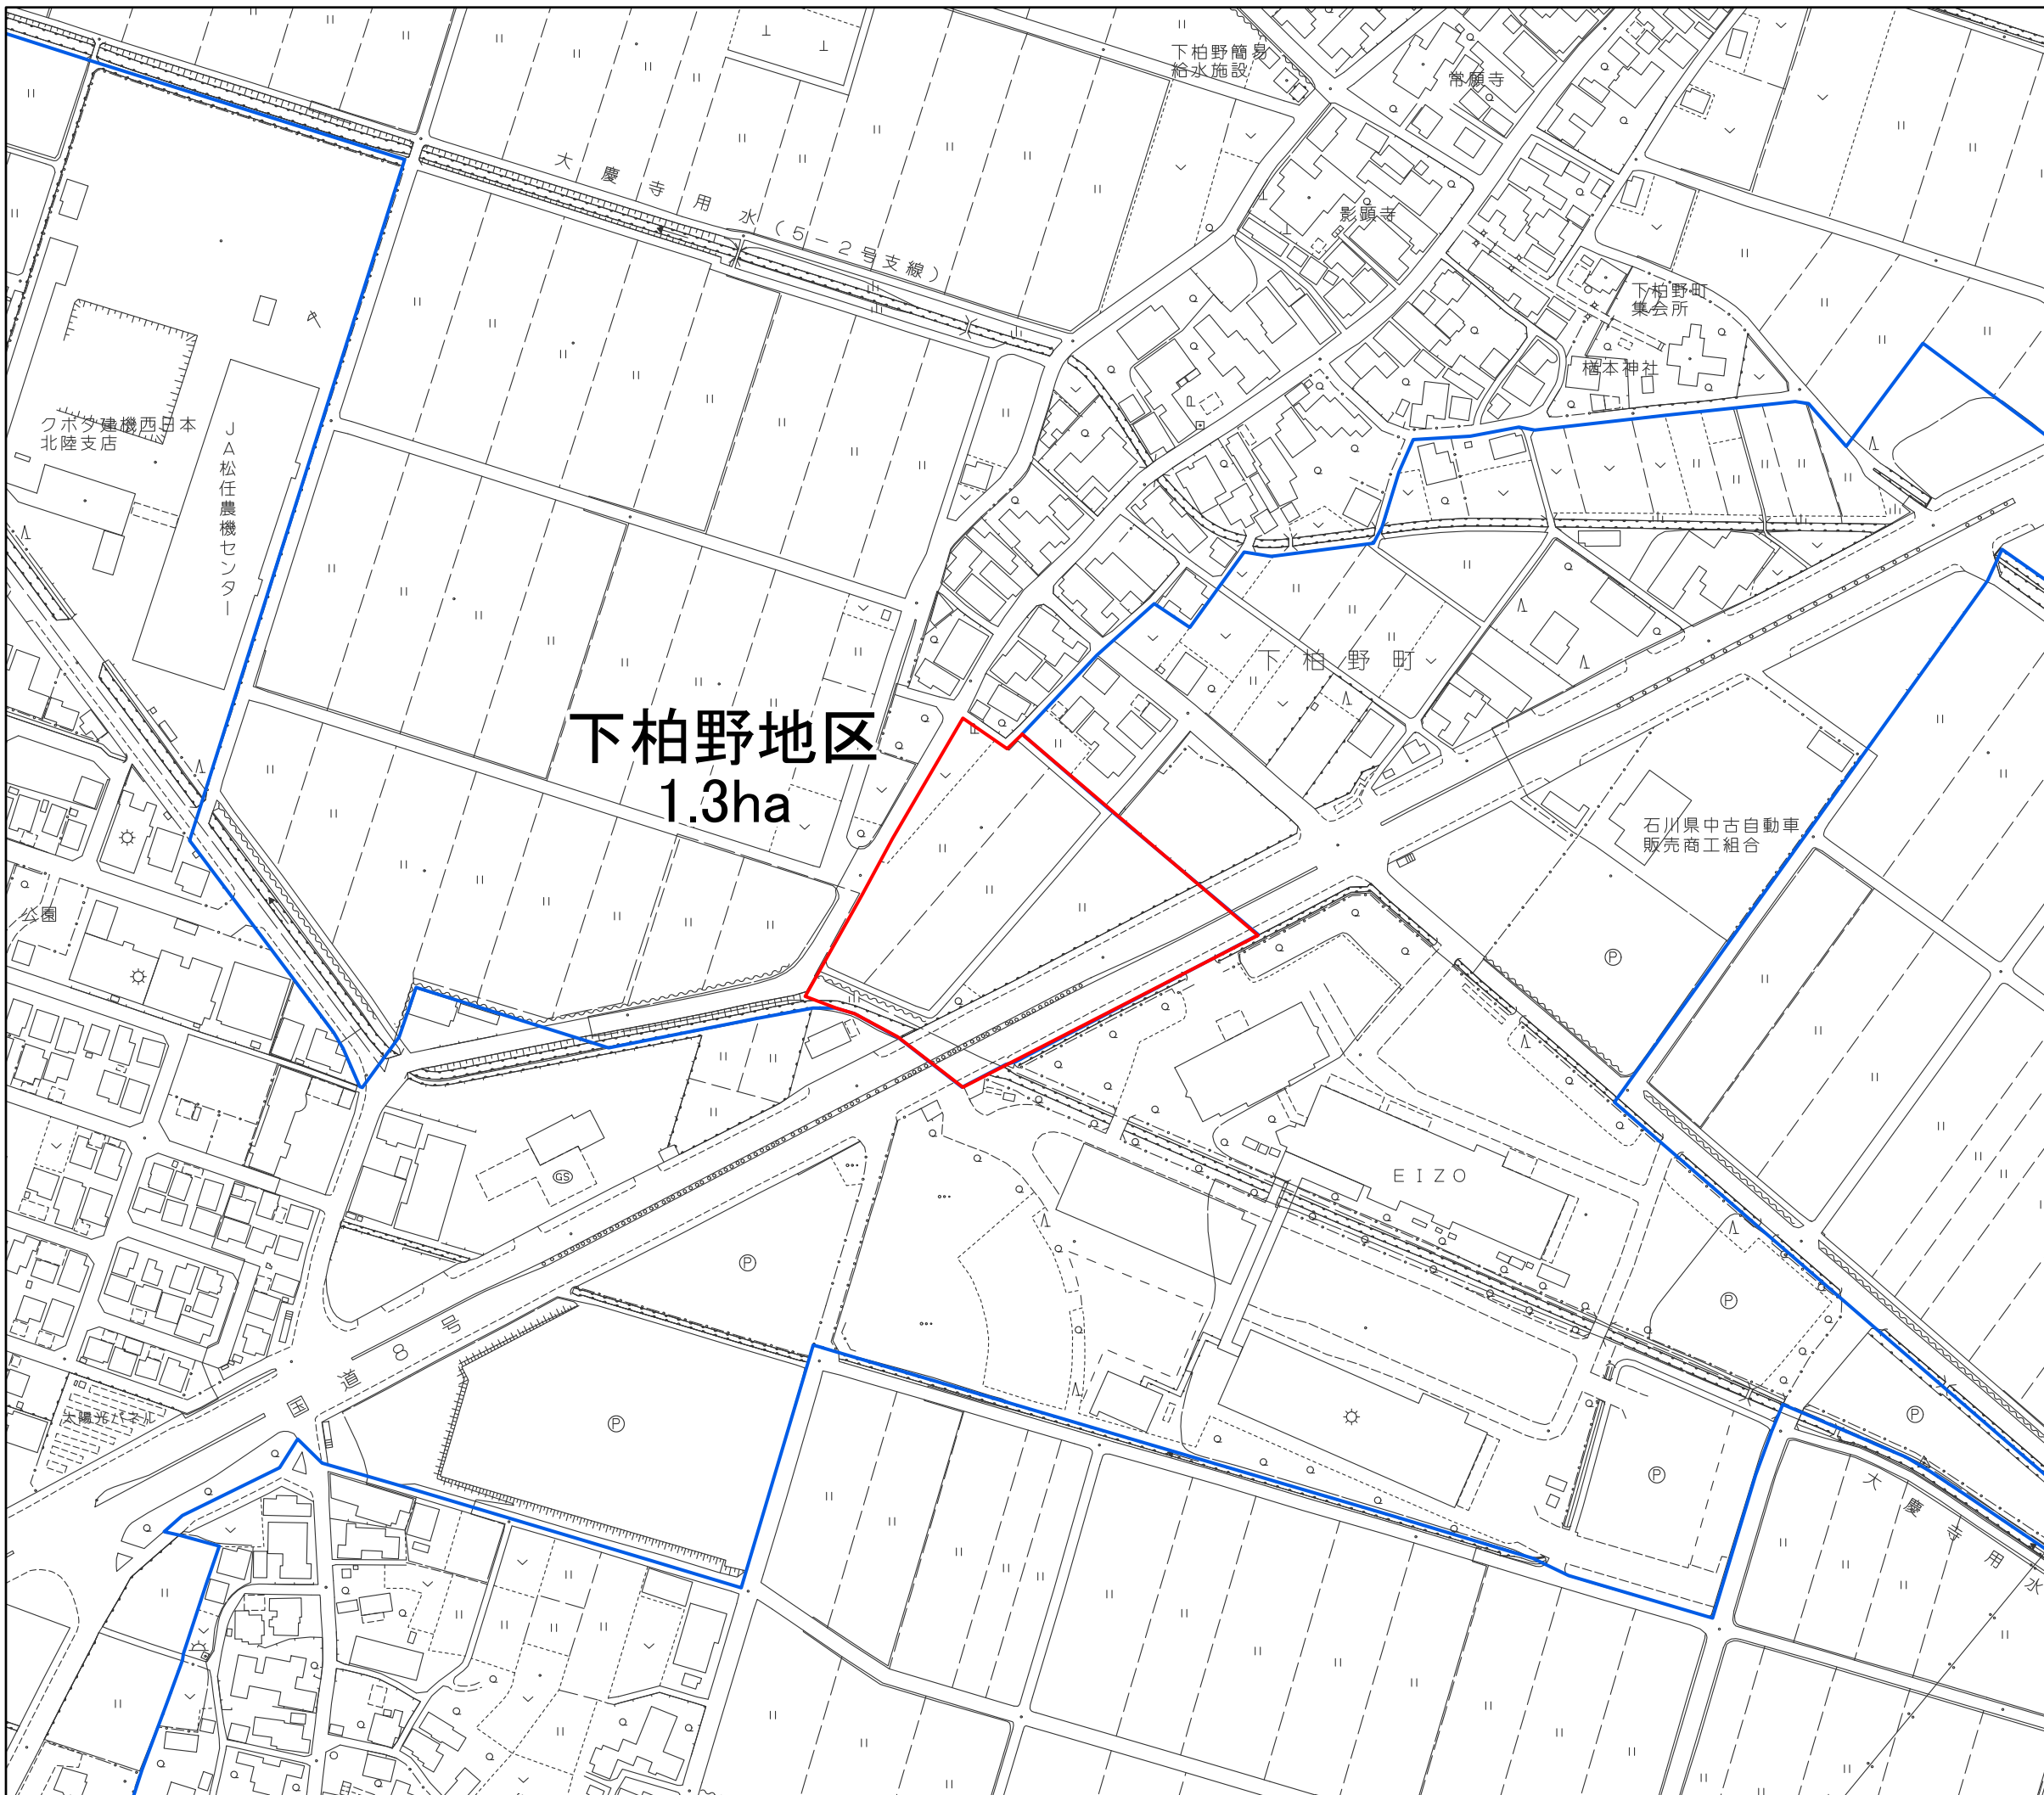 下柏野簡易
給水施設
常願寺
大慶寺用水(5-2号支線)
影顕寺
下柏野町
集会所
楢本神社
クボタ建機西日本
北陸支店
JA松任農機センター
下柏野町
下柏野地区
1.3ha
石川県中古自動車
販売商工組合
公園
P
EIZO
GS
P
P
国道8号
太陽光パネル
P
P
P
大慶寺用水